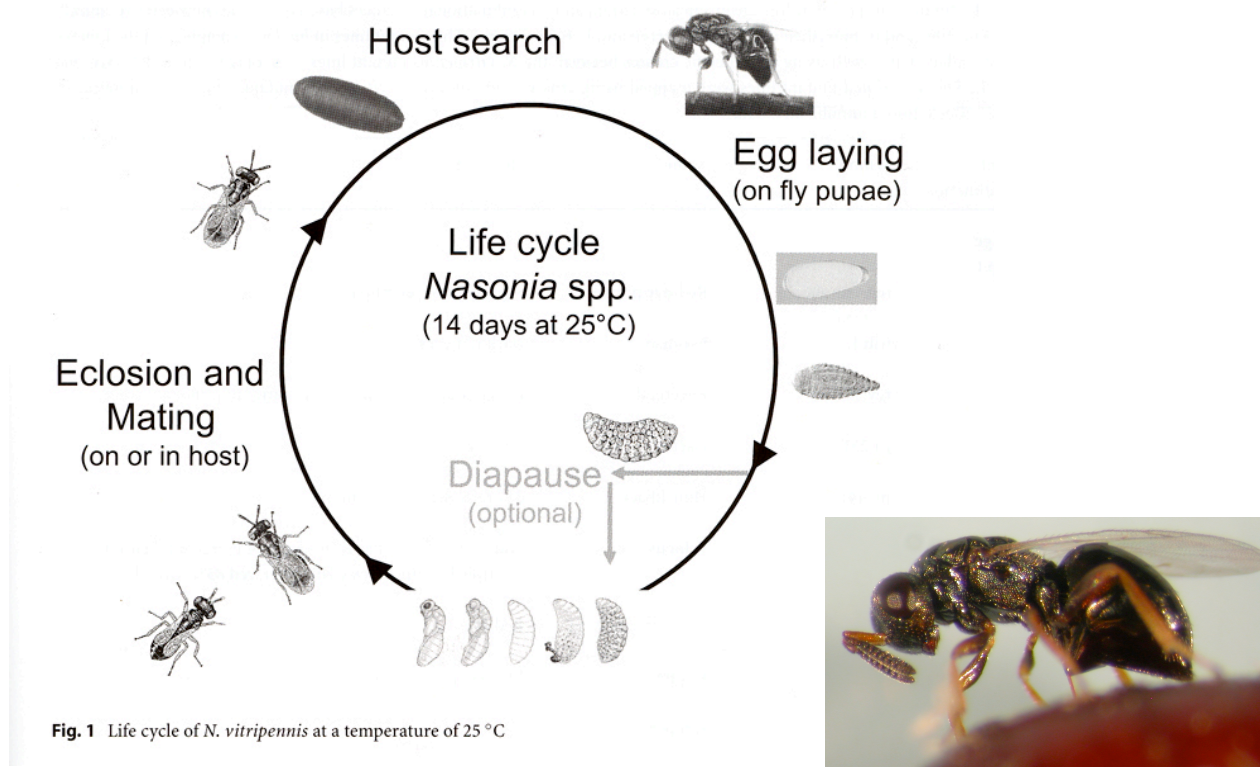 Host search
Egg laying
(on fly pupae)
Life cycle
Nasonia spp.
(14 days at 25°C)
Eclosion and
Mating
(on or in host)
Diapause
(optional)
Fig. 1 Life cycle of N. vitripennis at a temperature of 25 °C